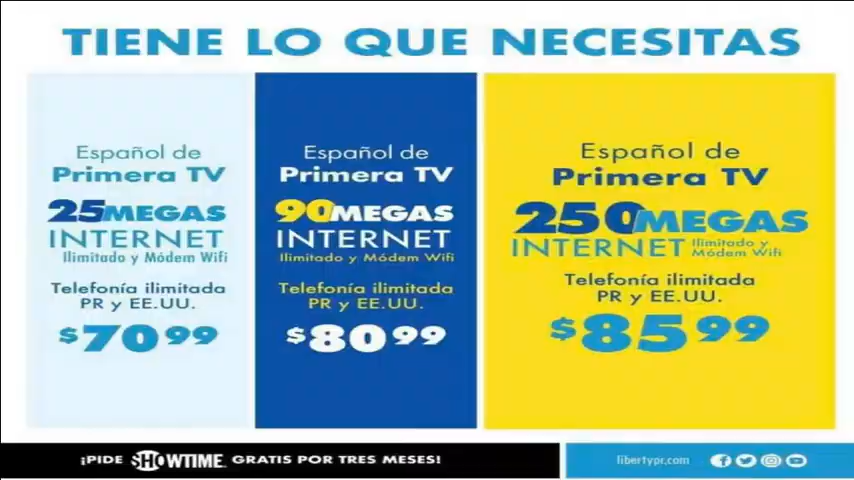 TIENE LO QUE NECESITAS
Español de
Primera TV
25MEGAS
INTERNET
Ilimitado y Módem Wifi
Telefonía ilimitada
PR y EE.UU.
$70 99
Español de
Primera TV
90MEGAS
INTERNET
Ilimitado y Módem Wifi
Telefonía ilimitada
PR y EE.UU.
$80 99
Español de
Primera TV
250MEGAS
INTERNET Ilimitado y
Módem Wifi
Telefonía ilimitada
PR y EE.UU.
$85 99
¡PIDE SHOWTIME GRATIS POR TRES MESES!
libertypr.com